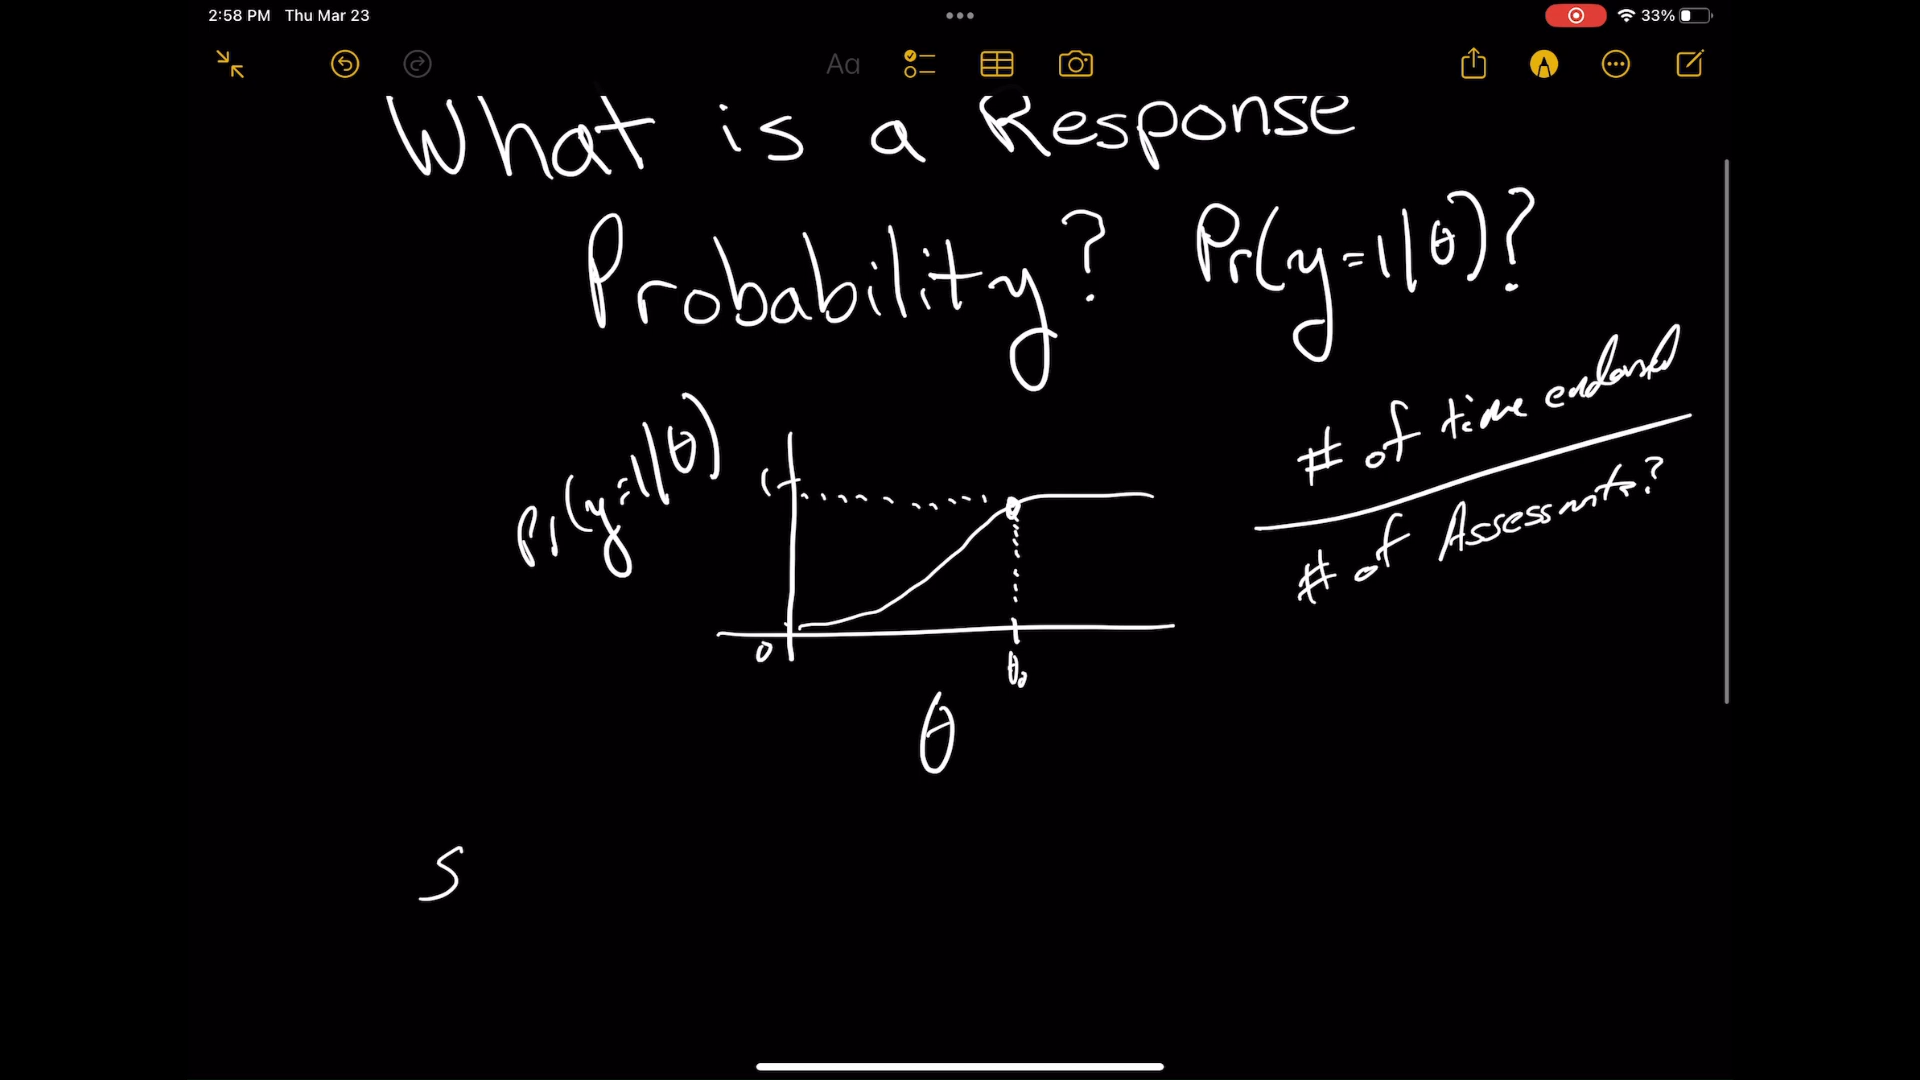 2:58 PM Thu Mar 23
33%
Aa
What is a Response
Probability? Pr(y=1|θ)?
# of time endorsed
# of Assessments?
Pr(y=1|θ)
1
0
θ
S